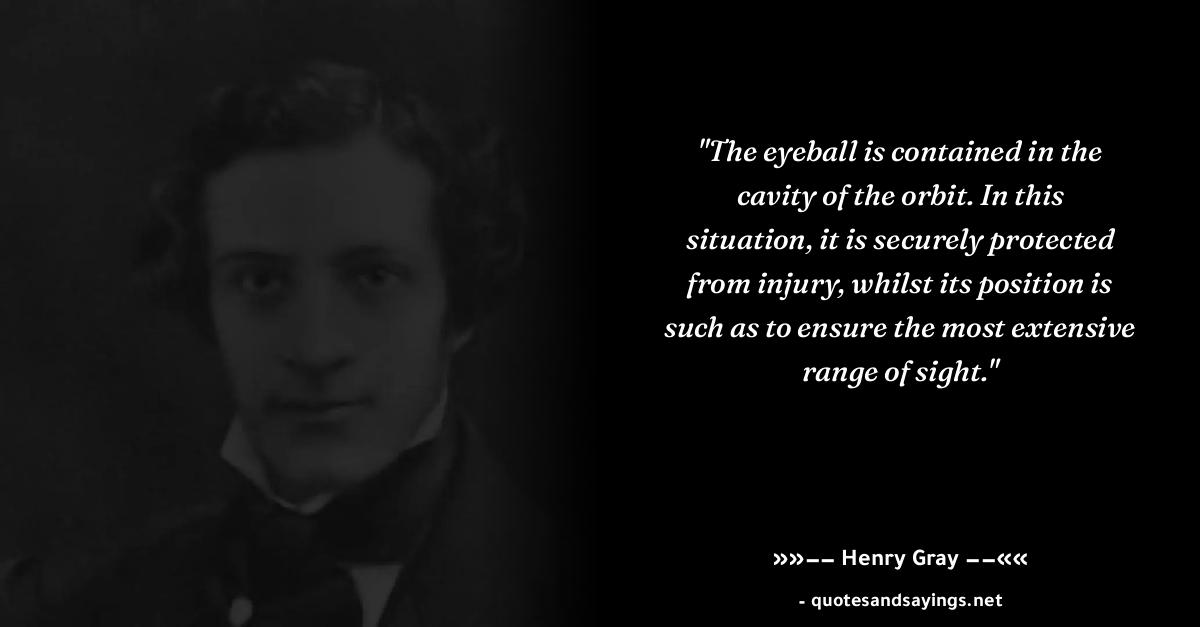 "The eyeball is contained in the
cavity of the orbit. In this
situation, it is securely protected
from injury, whilst its position is
such as to ensure the most extensive
range of sight."
»»–– Henry Gray ––««
- quotesandsayings.net